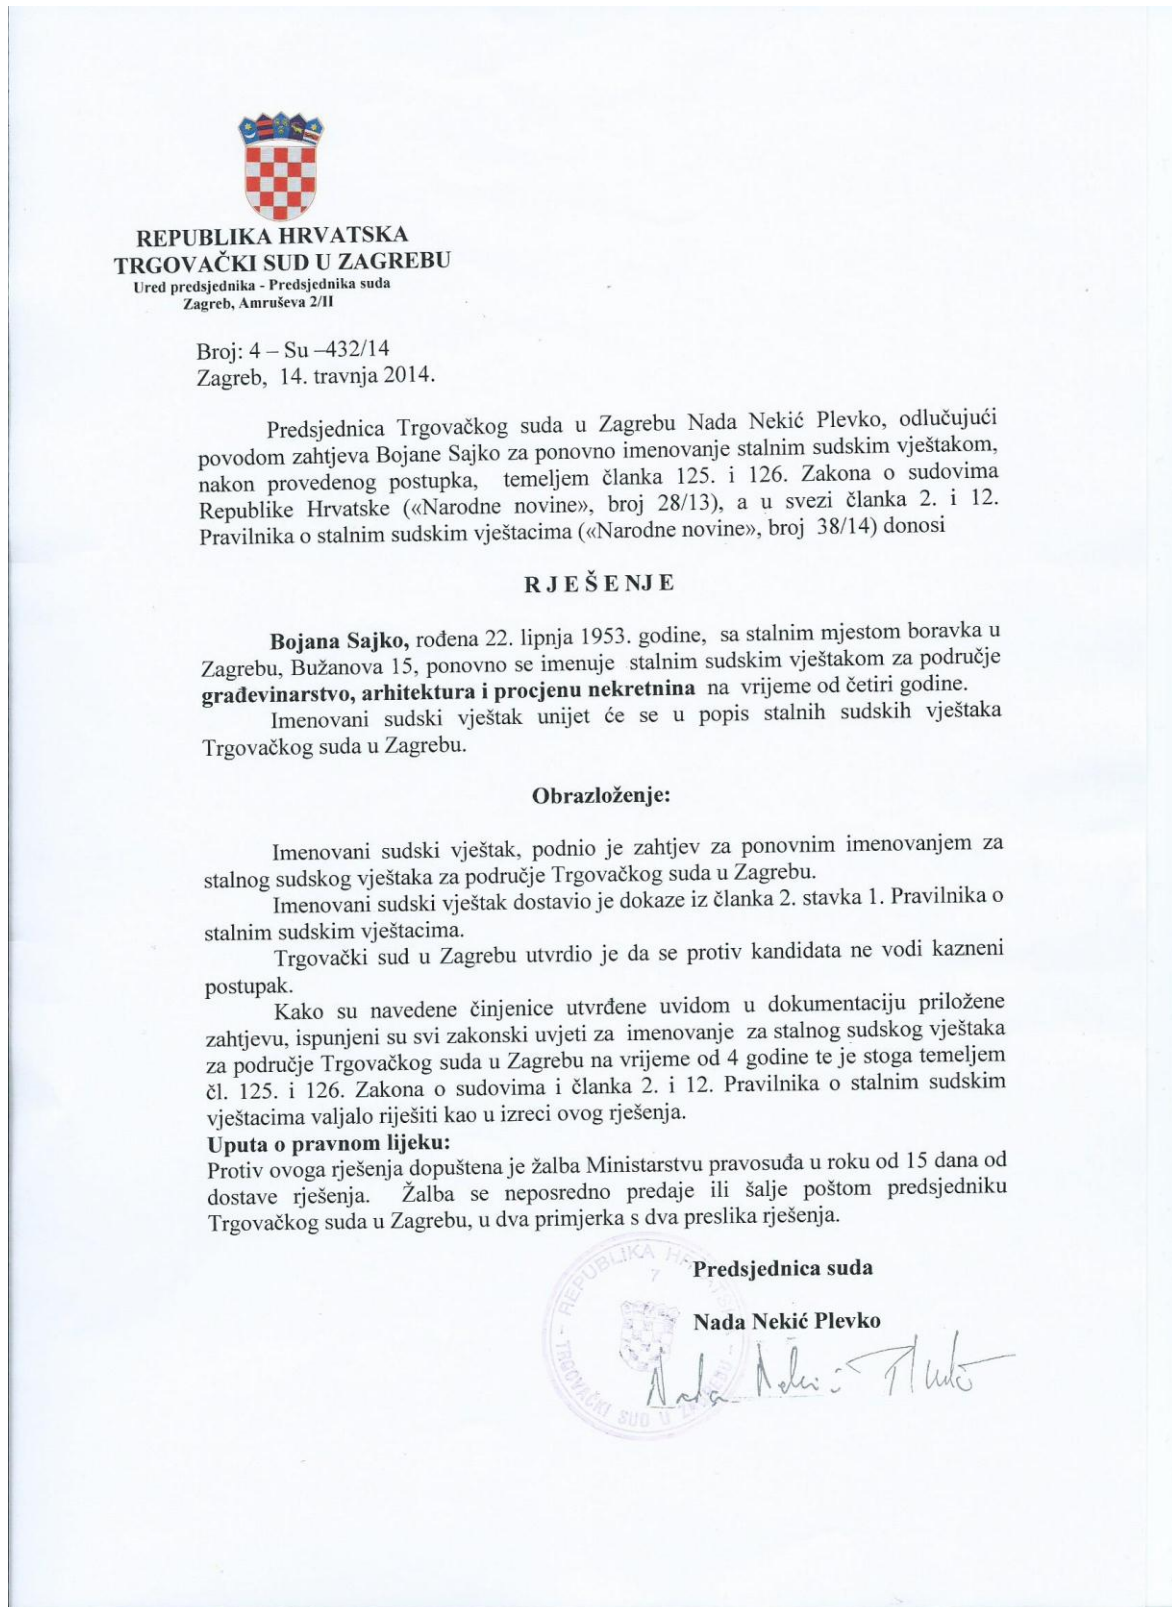 REPUBLIKA HRVATSKA
TRGOVAČKI SUD U ZAGREBU
Ured predsjednika - Predsjednika suda
Zagreb, Amruševa 2/II
Broj: 4 – Su –432/14
Zagreb, 14. travnja 2014.
Predsjednica Trgovačkog suda u Zagrebu Nada Nekić Plevko, odlučujući
povodom zahtjeva Bojane Sajko za ponovno imenovanje stalnim sudskim vještakom,
nakon provedenog postupka, temeljem članka 125. i 126. Zakona o sudovima
Republike Hrvatske («Narodne novine», broj 28/13), a u svezi članka 2. i 12.
Pravilnika o stalnim sudskim vještacima («Narodne novine», broj 38/14) donosi
R J E Š E NJ E
Bojana Sajko, rođena 22. lipnja 1953. godine, sa stalnim mjestom boravka u
Zagrebu, Bužanova 15, ponovno se imenuje stalnim sudskim vještakom za područje
građevinarstvo, arhitektura i procjenu nekretnina na vrijeme od četiri godine.
Imenovani sudski vještak unijet će se u popis stalnih sudskih vještaka
Trgovačkog suda u Zagrebu.
Obrazloženje:
Imenovani sudski vještak, podnio je zahtjev za ponovnim imenovanjem za
stalnog sudskog vještaka za područje Trgovačkog suda u Zagrebu.
Imenovani sudski vještak dostavio je dokaze iz članka 2. stavka 1. Pravilnika o
stalnim sudskim vještacima.
Trgovački sud u Zagrebu utvrdio je da se protiv kandidata ne vodi kazneni
postupak.
Kako su navedene činjenice utvrđene uvidom u dokumentaciju priložene
zahtjevu, ispunjeni su svi zakonski uvjeti za imenovanje za stalnog sudskog vještaka
za područje Trgovačkog suda u Zagrebu na vrijeme od 4 godine te je stoga temeljem
čl. 125. i 126. Zakona o sudovima i članka 2. i 12. Pravilnika o stalnim sudskim
vještacima valjalo riješiti kao u izreci ovog rješenja.
Uputa o pravnom lijeku:
Protiv ovoga rješenja dopuštena je žalba Ministarstvu pravosuđa u roku od 15 dana od
dostave rješenja. Žalba se neposredno predaje ili šalje poštom predsjedniku
Trgovačkog suda u Zagrebu, u dva primjerka s dva preslika rješenja.
Predsjednica suda
Nada Nekić Plevko
Nada Nekić Plevko
REPUBLIKA HRVATSKA
7
TRGOVAČKI SUD U ZAGREBU